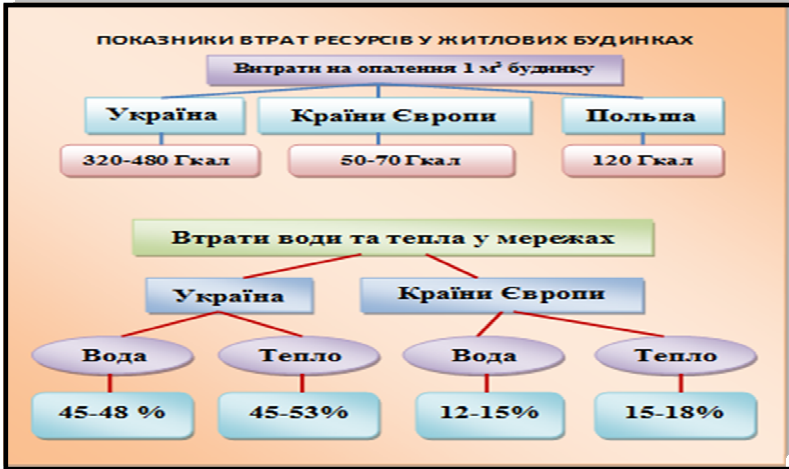 ПОКАЗНИКИ ВТРАТ РЕСУРСІВ У ЖИТЛОВИХ БУДИНКАХ
Витрати на опалення 1 м² будинку
Україна Країни Європи Польша
320-480 Гкал 50-70 Гкал 120 Гкал
Втрати води та тепла у мережах
Україна Країни Європи
Вода Тепло Вода Тепло
45-48 % 45-53% 12-15% 15-18%